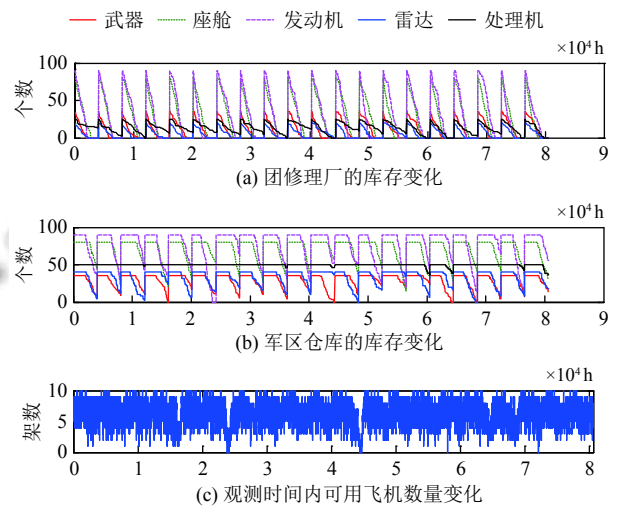 武器 座舱 发动机 雷达 处理机
×10⁴h
100
50
0
个数
0 1 2 3 4 5 6 7 8 9
(a) 团修理厂的库存变化
×10⁴h
100
50
0
个数
0 1 2 3 4 5 6 7 8 9
(b) 军区仓库的库存变化
×10⁴h
10
5
0
架数
0 1 2 3 4 5 6 7 8
(c) 观测时间内可用飞机数量变化